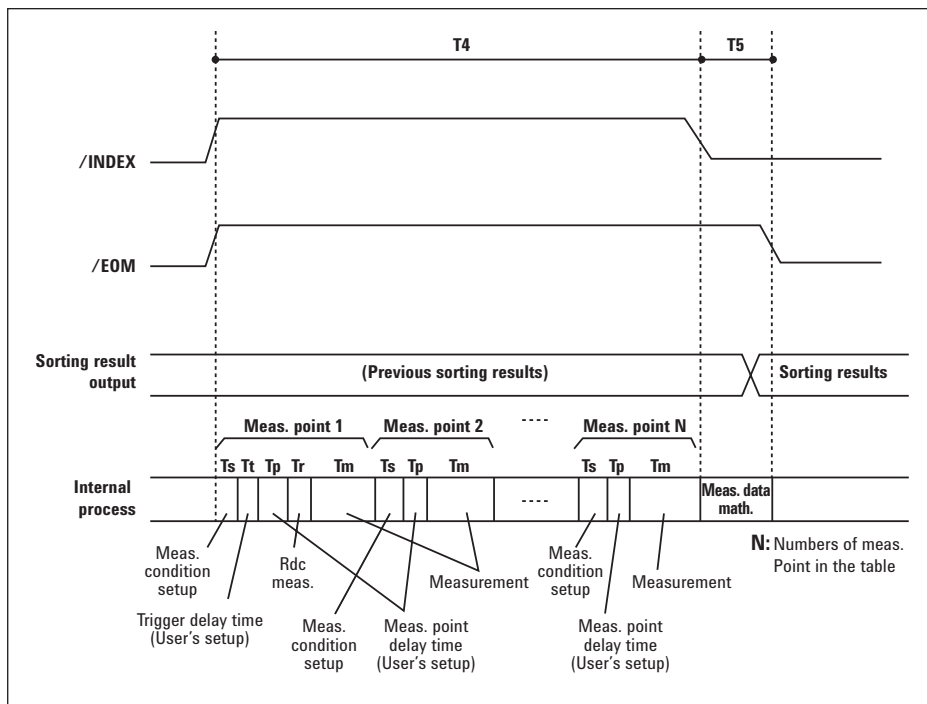 T4 T5
/INDEX
/EOM
Sorting result
output
(Previous sorting results) Sorting results
Meas. point 1 Meas. point 2 ---- Meas. point N
Ts Tt Tp Tr Tm Ts Tp Tm Ts Tp Tm
Internal
process
----
Meas. data
math.
N: Numbers of meas.
Point in the table
Meas.
condition
setup
Rdc
meas.
Measurement
Meas.
condition
setup
Measurement
Trigger delay time
(User's setup)
Meas.
condition
setup
Meas. point
delay time
(User's setup)
Meas. point
delay time
(User's setup)